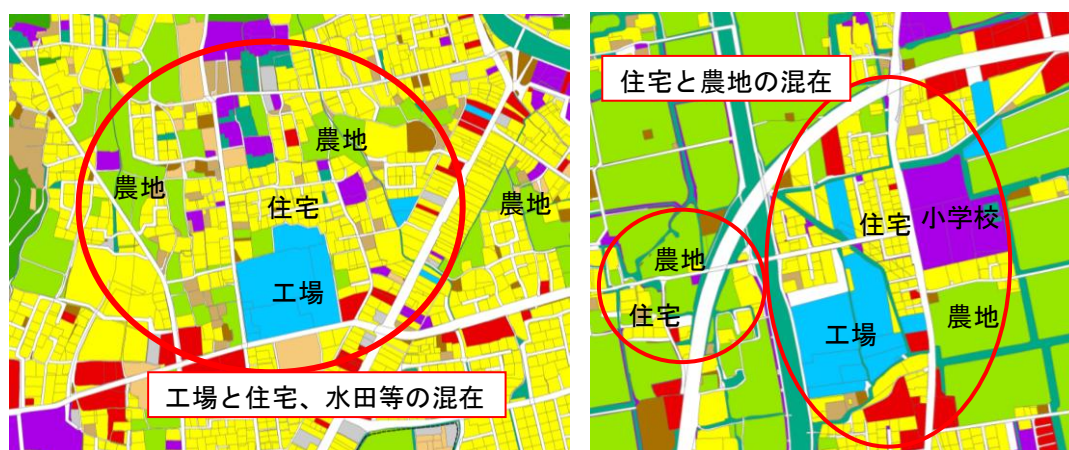 農地
農地
住宅
農地
工場
工場と住宅、水田等の混在
住宅と農地の混在
住宅
小学校
農地
住宅
農地
工場